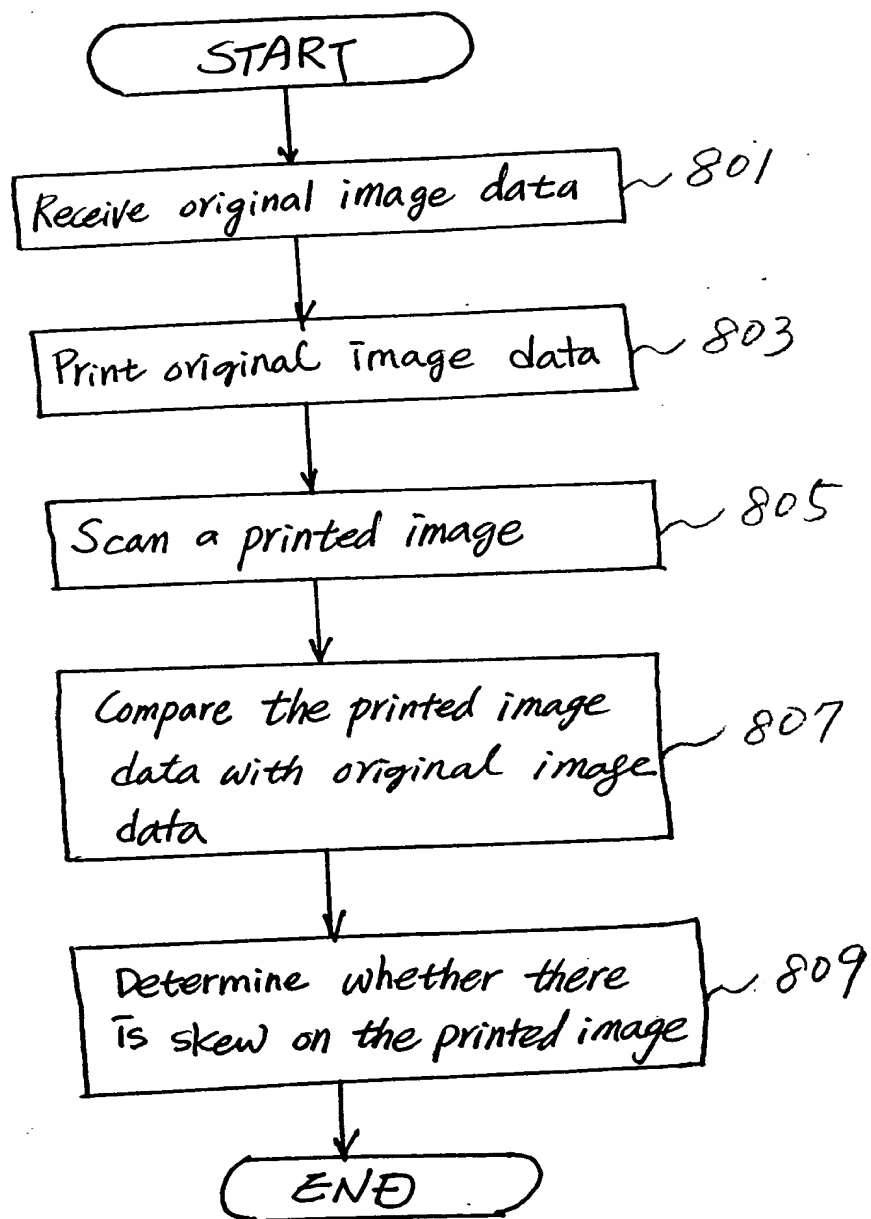 START
Receive original image data 801
Print original image data 803
Scan a printed image 805
Compare the printed image
data with original image 807
data
Determine whether there 809
is skew on the printed image
END